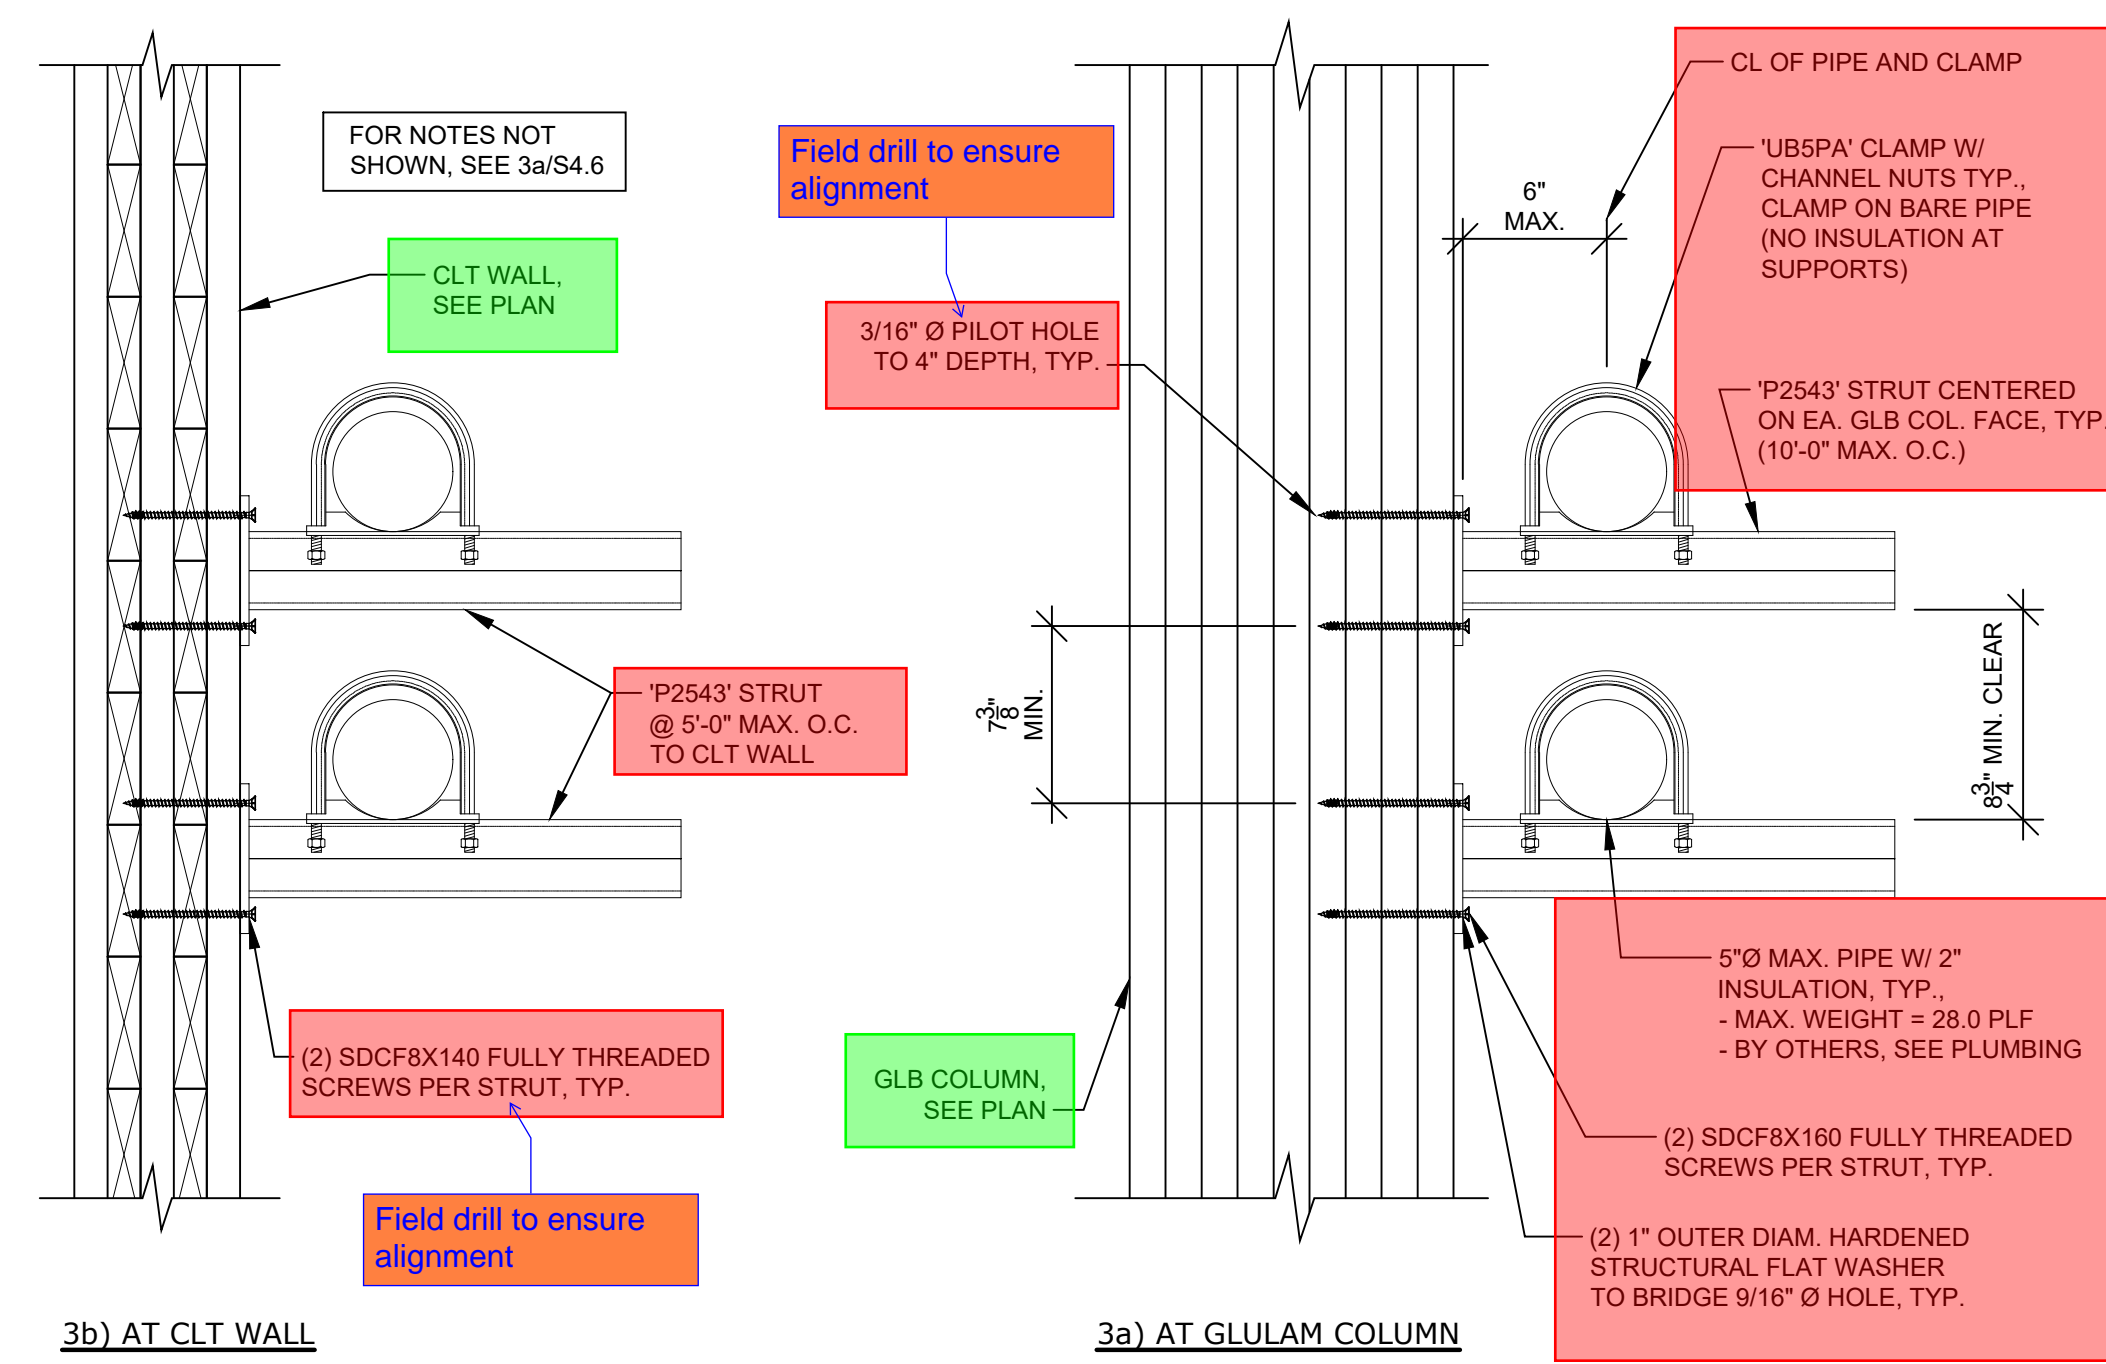 FOR NOTES NOT
SHOWN, SEE 3a/S4.6
CLT WALL,
SEE PLAN
'P2543' STRUT
@ 5'-0" MAX. O.C.
TO CLT WALL
(2) SDCF8X140 FULLY THREADED
SCREWS PER STRUT, TYP.
Field drill to ensure
alignment
3b) AT CLT WALL
Field drill to ensure
alignment
3/16" Ø PILOT HOLE
TO 4" DEPTH, TYP.
6"
MAX.
CL OF PIPE AND CLAMP
'UB5PA' CLAMP W/
CHANNEL NUTS TYP.,
CLAMP ON BARE PIPE
(NO INSULATION AT
SUPPORTS)
'P2543' STRUT CENTERED
ON EA. GLB COL. FACE, TYP.
(10'-0" MAX. O.C.)
7 3/8"
MIN.
8 3/4" MIN. CLEAR
GLB COLUMN,
SEE PLAN
5"Ø MAX. PIPE W/ 2"
INSULATION, TYP.,
- MAX. WEIGHT = 28.0 PLF
- BY OTHERS, SEE PLUMBING
(2) SDCF8X160 FULLY THREADED
SCREWS PER STRUT, TYP.
(2) 1" OUTER DIAM. HARDENED
STRUCTURAL FLAT WASHER
TO BRIDGE 9/16" Ø HOLE, TYP.
3a) AT GLULAM COLUMN